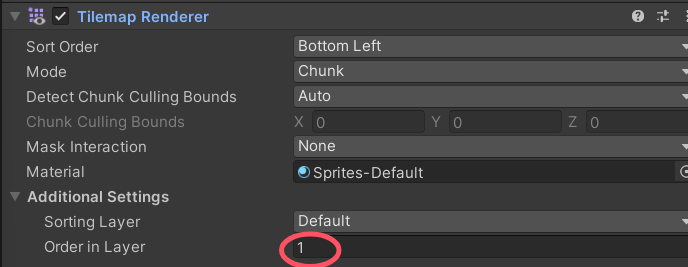 Tilemap Renderer
Sort Order Bottom Left
Mode Chunk
Detect Chunk Culling Bounds Auto
Chunk Culling Bounds X 0 Y 0 Z 0
Mask Interaction None
Material Sprites-Default
Additional Settings
Sorting Layer Default
Order in Layer 1